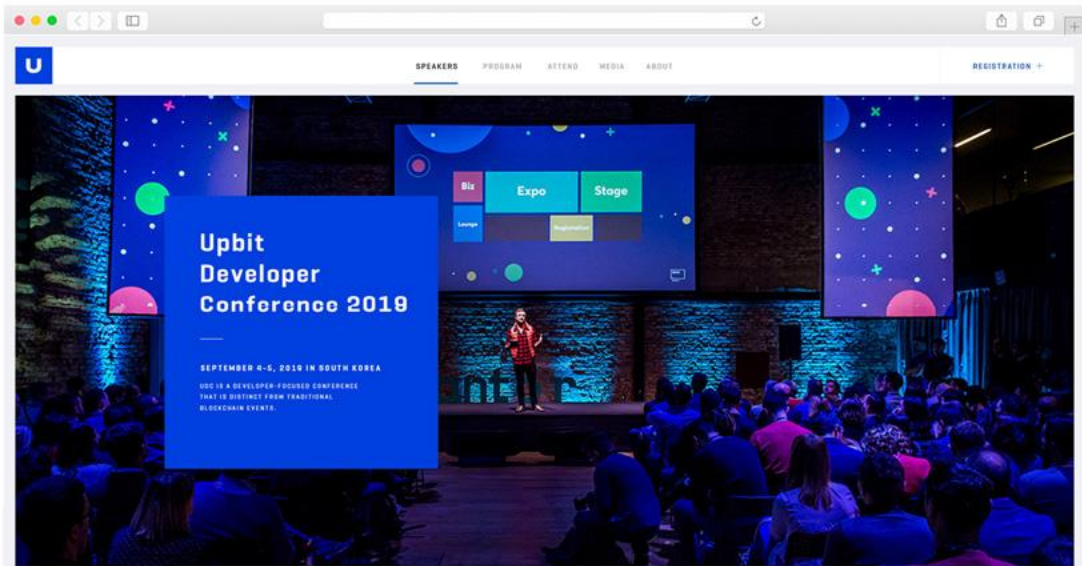 U
SPEAKERS PROGRAM ATTEND MEDIA ABOUT
REGISTRATION +
Biz
Expo
Stage
Lounge
Registration
Upbit
Developer
Conference 2019
SEPTEMBER 4-5, 2019 IN SOUTH KOREA
UDC IS A DEVELOPER-FOCUSED CONFERENCE
THAT IS DISTINCT FROM TRADITIONAL
BLOCKCHAIN EVENTS.